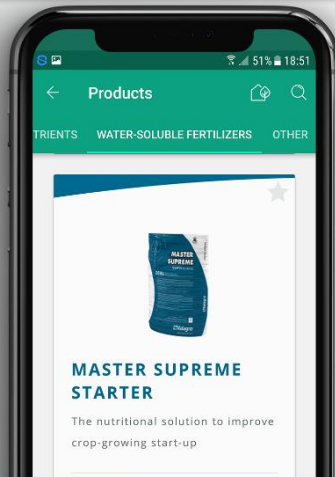 51% 18:51
Products
TRIENTS WATER-SOLUBLE FERTILIZERS OTHER
MASTER
SUPREME
Valagro
MASTER SUPREME
STARTER
The nutritional solution to improve
crop-growing start-up